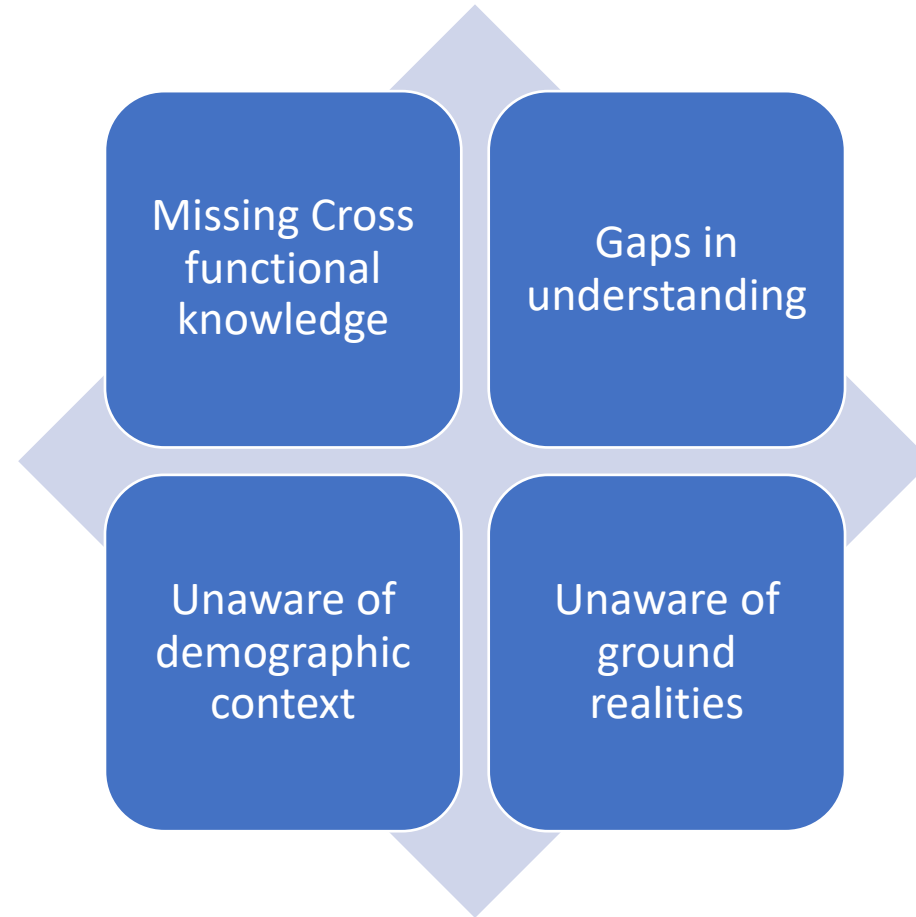 Missing Cross
functional
knowledge
Gaps in
understanding
Unaware of
demographic
context
Unaware of
ground
realities